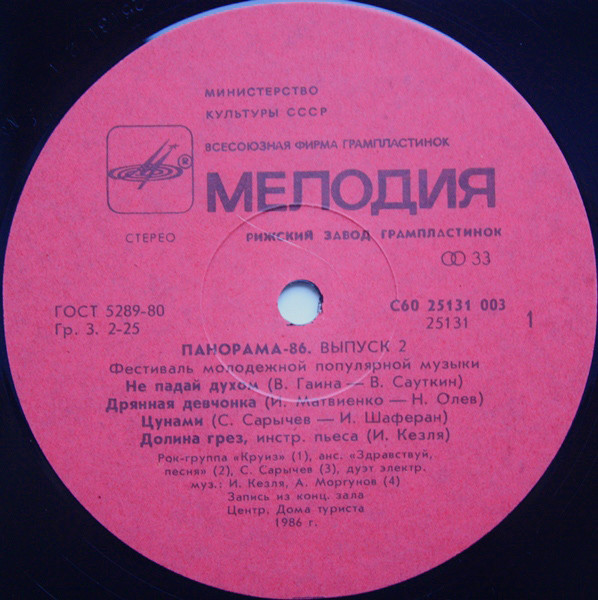 МИНИСТЕРСТВО
КУЛЬТУРЫ СССР
ВСЕСОЮЗНАЯ ФИРМА ГРАМПЛАСТИНОК
®
МЕЛОДИЯ
СТЕРЕО
РИЖСКИЙ ЗАВОД ГРАМПЛАСТИНОК
33
ГОСТ 5289-80
Гр. 3. 2-25
С60 25131 003
25131
1
ПАНОРАМА-86. ВЫПУСК 2
Фестиваль молодежной популярной музыки
Не падай духом (В. Гаина — В. Сауткин)
Дрянная девчонка (И. Матвиенко — Н. Олев)
Цунами (С. Сарычев — И. Шаферан)
Долина грез, инстр. пьеса (И. Кезля)
Рок-группа «Круиз» (1), анс. «Здравствуй,
песня» (2), С. Сарычев (3), дуэт электр.
муз.: И. Кезля, А. Моргунов (4)
Запись из конц. зала
Центр. Дома туриста
1986 г.